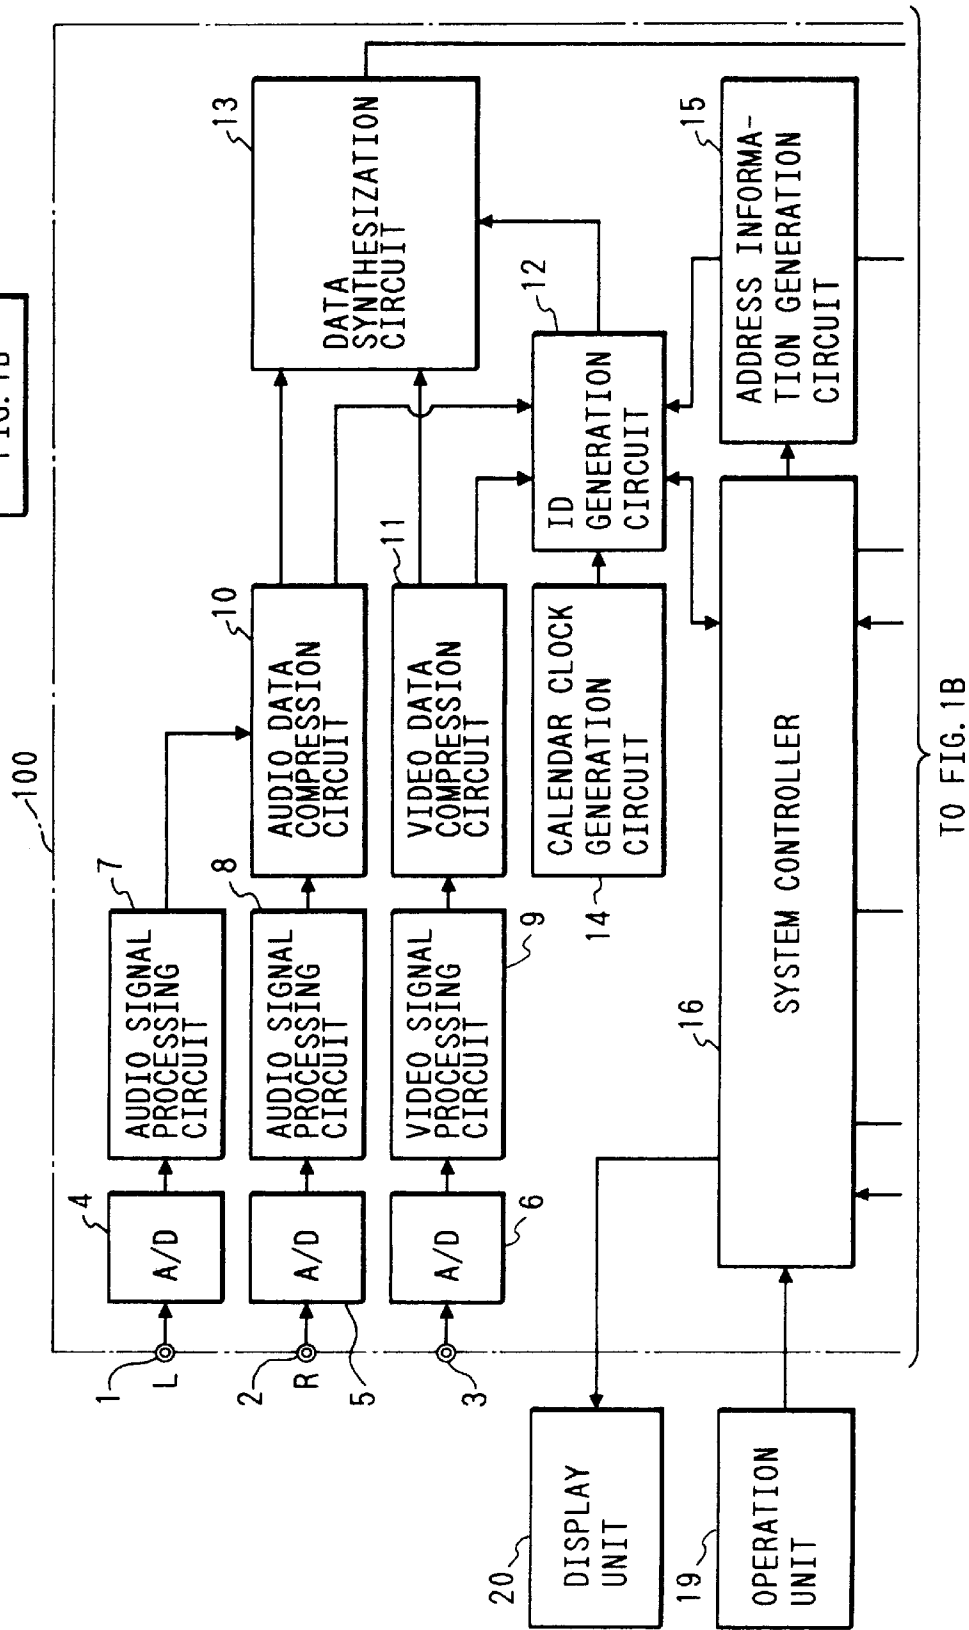 FIG. 1B
100
1
L
4
A/D
7
AUDIO SIGNAL
PROCESSING
CIRCUIT
2
R
5
A/D
8
AUDIO SIGNAL
PROCESSING
CIRCUIT
10
AUDIO DATA
COMPRESSION
CIRCUIT
13
DATA
SYNTHESIZATION
CIRCUIT
3
6
A/D
9
VIDEO SIGNAL
PROCESSING
CIRCUIT
11
VIDEO DATA
COMPRESSION
CIRCUIT
12
ID
GENERATION
CIRCUIT
14
CALENDAR CLOCK
GENERATION
CIRCUIT
20
DISPLAY
UNIT
15
ADDRESS INFORMA-
TION GENERATION
CIRCUIT
16
SYSTEM CONTROLLER
19
OPERATION
UNIT
TO FIG. 1B